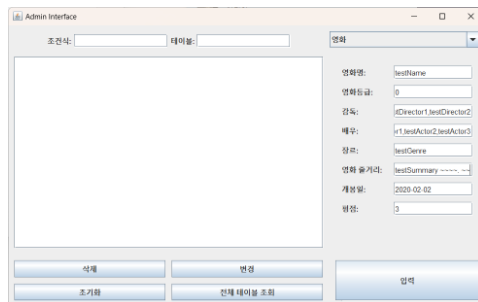 Admin Interface
조건식:
테이블:
영화
영화명: testName
영화등급: 0
감독: tDirector1,testDirector2
배우: r1,testActor2,testActor3
장르: testGenre
영화 줄거리: testSummary ~~~~. ~~
개봉일: 2020-02-02
평점: 3
삭제
변경
입력
초기화
전체 테이블 조회